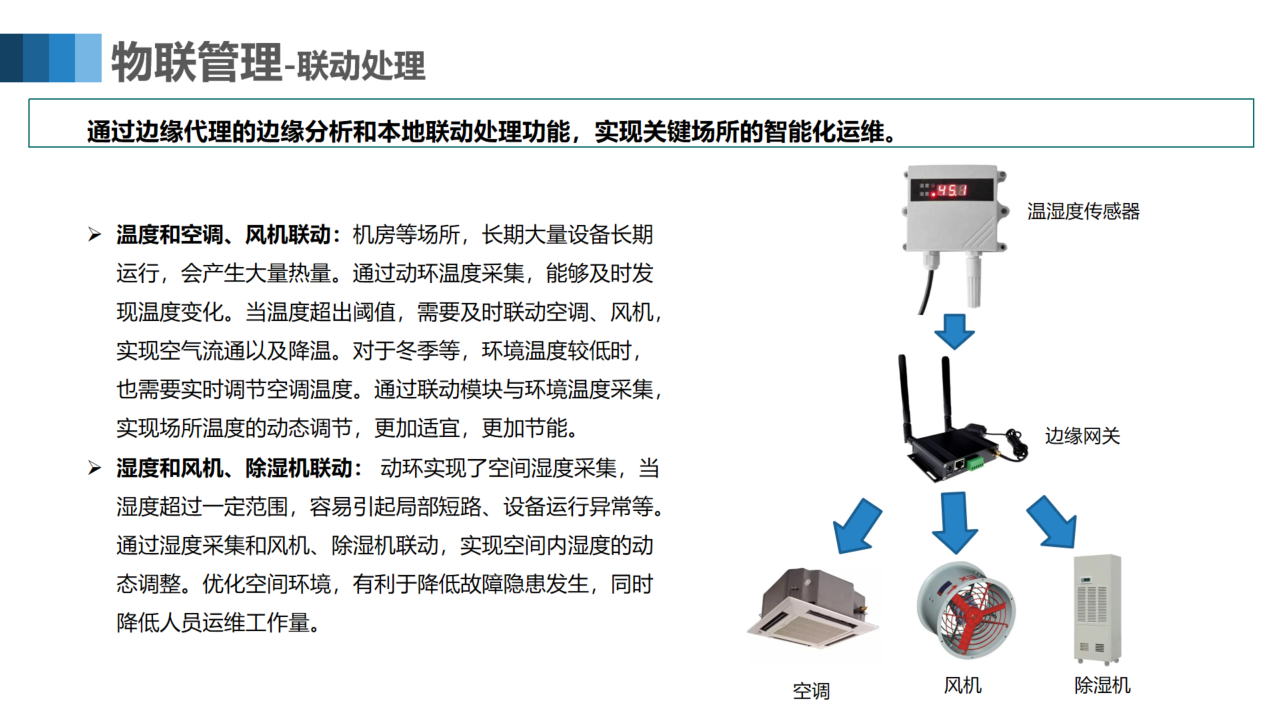 物联管理-联动处理
通过边缘代理的边缘分析和本地联动处理功能，实现关键场所的智能化运维。
45.1
温湿度传感器
➢ 温度和空调、风机联动：机房等场所，长期大量设备长期
运行，会产生大量热量。通过动环温度采集，能够及时发
现温度变化。当温度超出阈值，需要及时联动空调、风机，
实现空气流通以及降温。对于冬季等，环境温度较低时，
也需要实时调节空调温度。通过联动模块与环境温度采集，
实现场所温度的动态调节，更加适宜，更加节能。
➢ 湿度和风机、除湿机联动： 动环实现了空间湿度采集，当
湿度超过一定范围，容易引起局部短路、设备运行异常等。
通过湿度采集和风机、除湿机联动，实现空间内湿度的动
态调整。优化空间环境，有利于降低故障隐患发生，同时
降低人员运维工作量。
边缘网关
空调
风机
除湿机